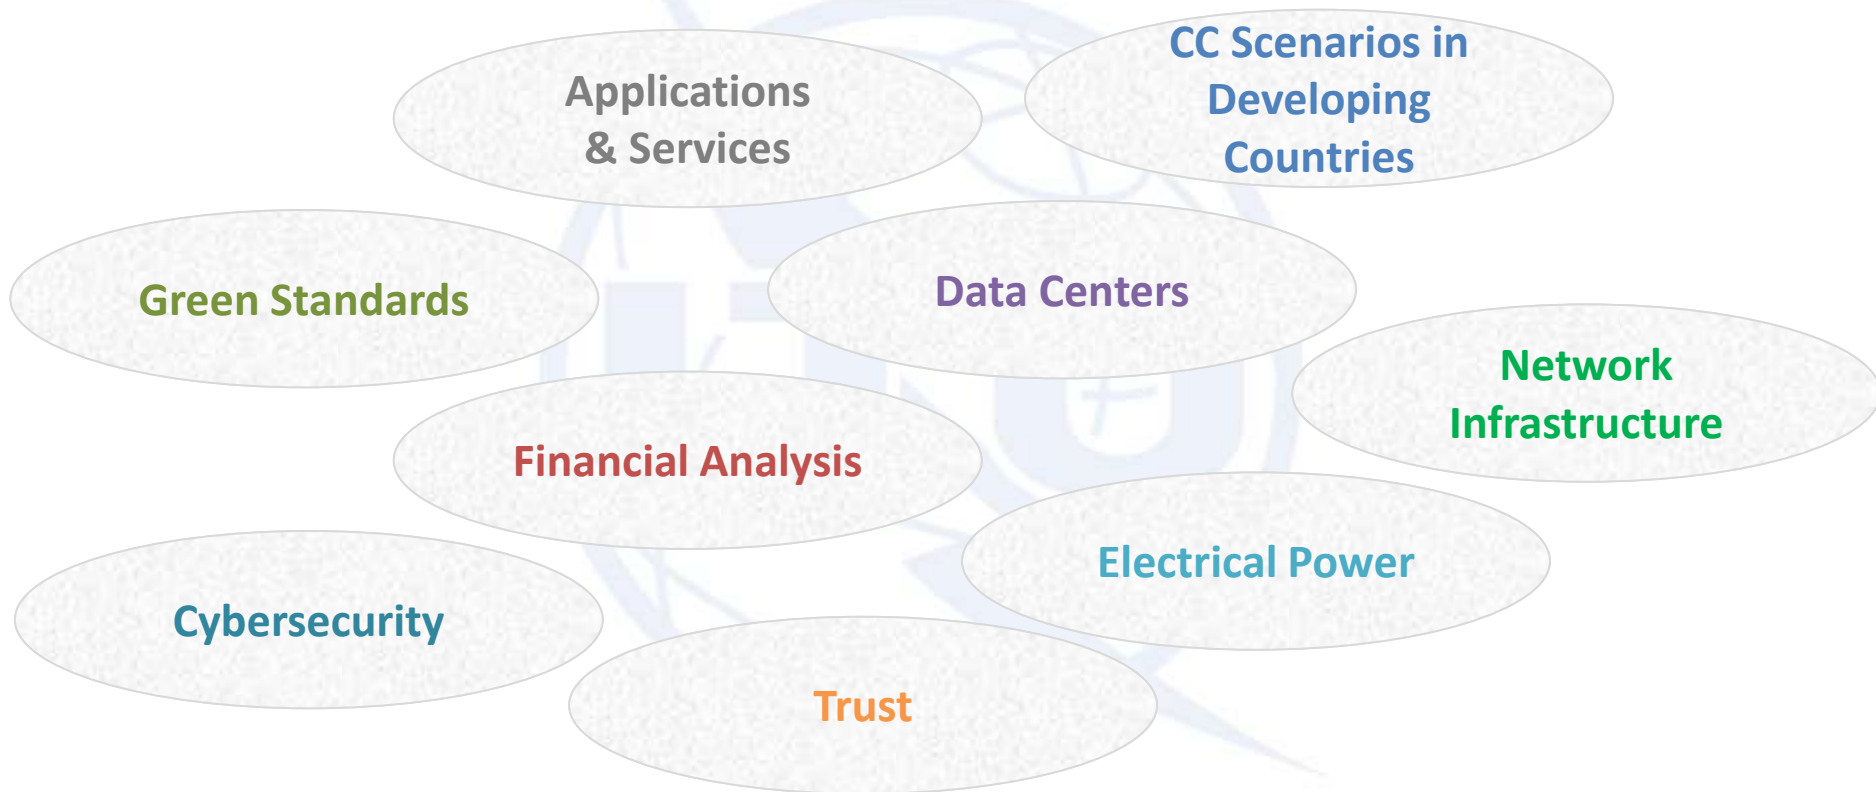 CC Scenarios in
Developing
Countries
Applications
& Services
Green Standards
Data Centers
Network
Infrastructure
Financial Analysis
Electrical Power
Cybersecurity
Trust